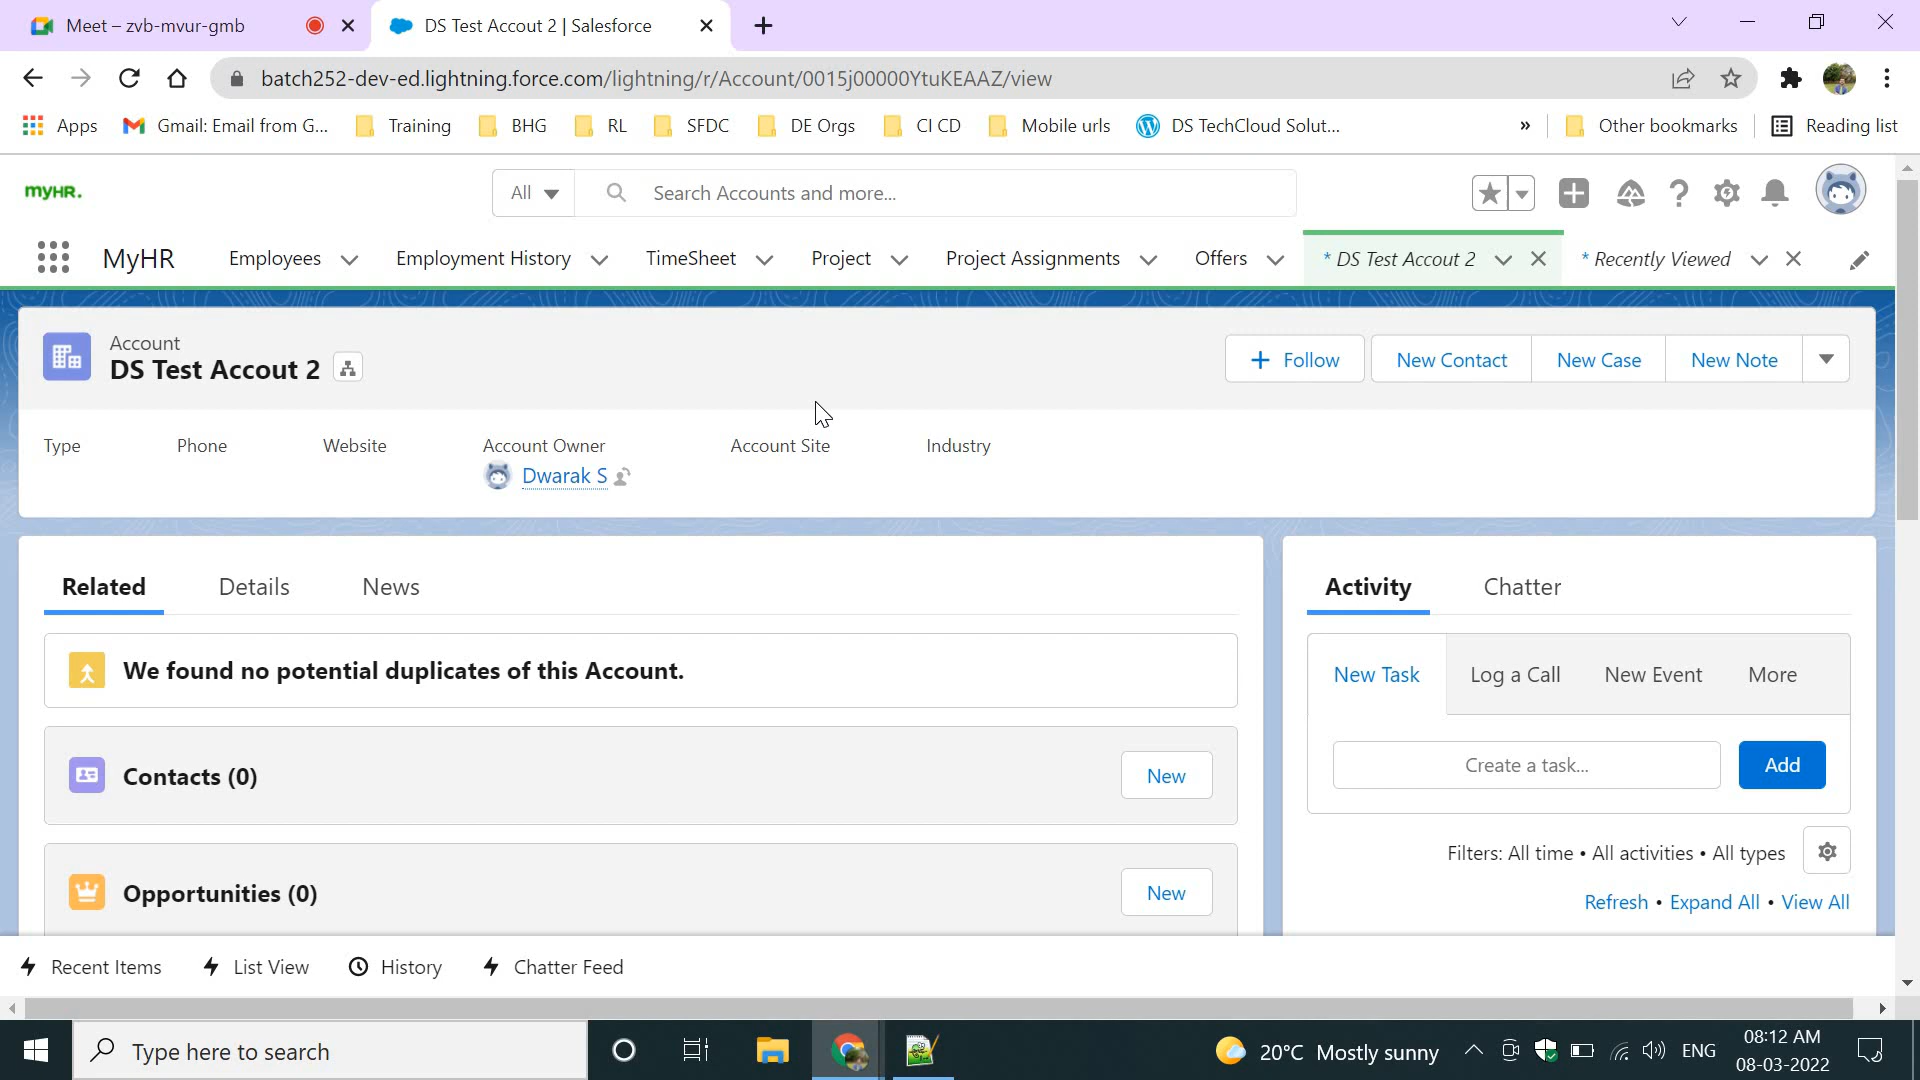 Meet – zvb-mvur-gmb
DS Test Accout 2 | Salesforce
batch252-dev-ed.lightning.force.com/lightning/r/Account/0015j00000YtuKEAAZ/view
Apps
Gmail: Email from G...
Training
BHG
RL
SFDC
DE Orgs
CI CD
Mobile urls
DS TechCloud Solut...
»
Other bookmarks
Reading list
myHR.
All
Search Accounts and more...
MyHR
Employees
Employment History
TimeSheet
Project
Project Assignments
Offers
* DS Test Accout 2
* Recently Viewed
Account
DS Test Accout 2
+ Follow
New Contact
New Case
New Note
Type
Phone
Website
Account Owner
Account Site
Industry
Dwarak S
Related
Details
News
Activity
Chatter
We found no potential duplicates of this Account.
New Task
Log a Call
New Event
More
Contacts (0)
New
Create a task...
Add
Filters: All time • All activities • All types
Opportunities (0)
New
Refresh • Expand All • View All
Recent Items
List View
History
Chatter Feed
Type here to search
20°C Mostly sunny
ENG
08:12 AM
08-03-2022